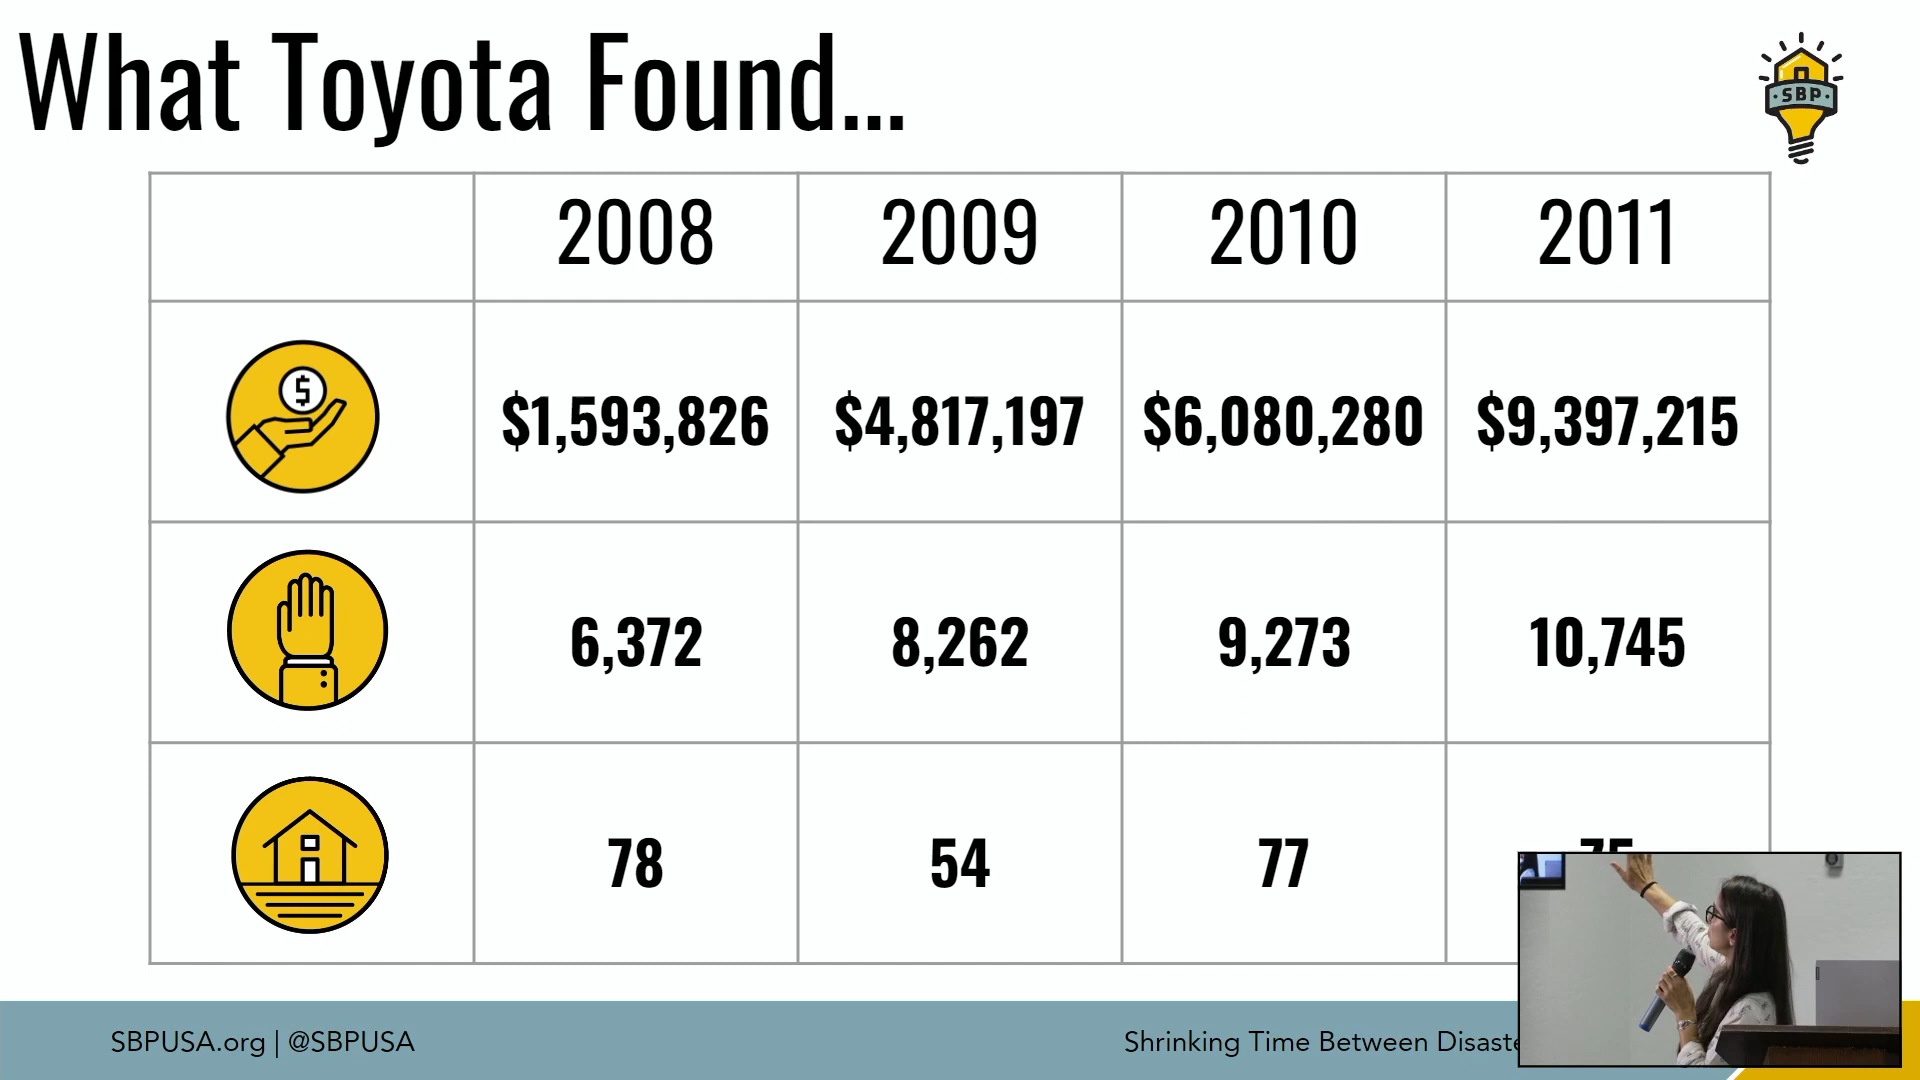 What Toyota Found...
SBP
2008 2009 2010 2011
$
$1,593,826 $4,817,197 $6,080,280 $9,397,215
6,372 8,262 9,273 10,745
78 54 77 75
SBPUSA.org | @SBPUSA
Shrinking Time Between